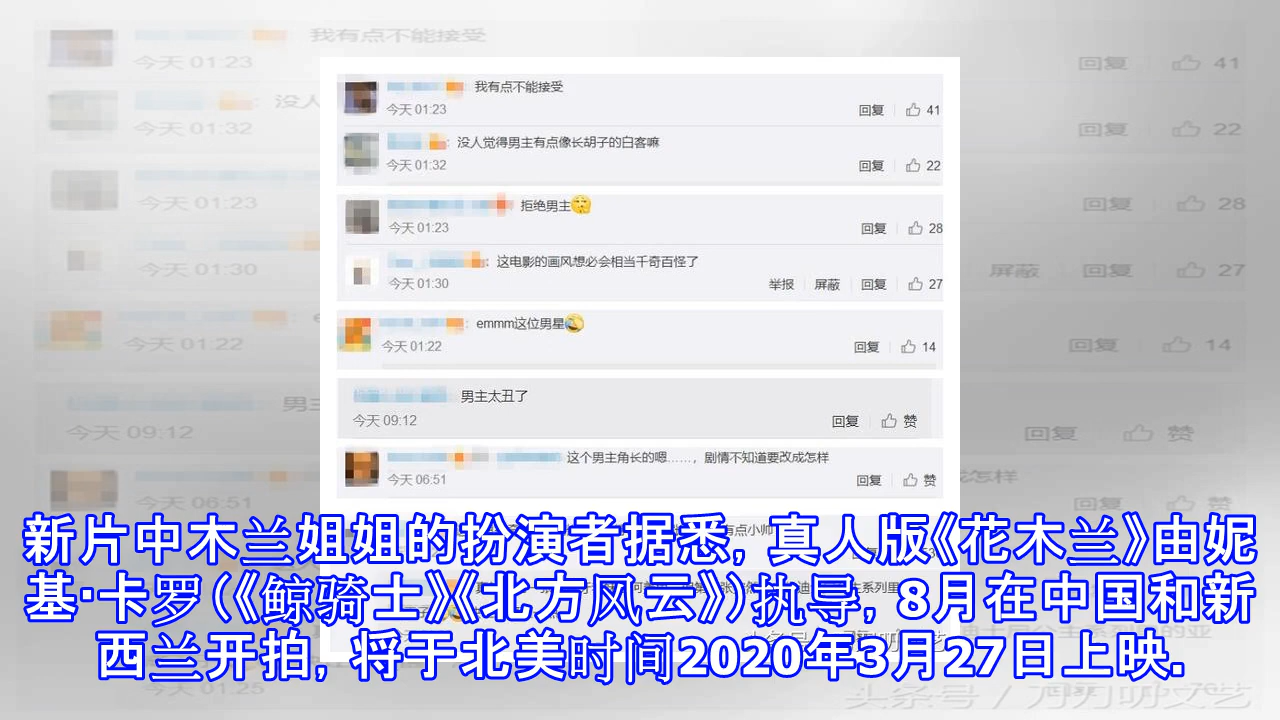 我有点不能接受
今天 01:23
回复 41
没人觉得男主有点像长胡子的白客嘛
今天 01:32
回复 22
拒绝男主
今天 01:23
回复 28
这电影的画风想必会相当千奇百怪了
今天 01:30
举报 屏蔽 回复 27
emmm这位男星
今天 01:22
回复 14
男主太丑了
今天 09:12
回复 赞
这个男主角长的嗯……，剧情不知道要改成怎样
今天 06:51
回复 赞
新片中木兰姐姐的扮演者据悉, 真人版《花木兰》由妮
基·卡罗(《鲸骑士》《北方风云》)执导, 8月在中国和新
西兰开拍, 将于北美时间2020年3月27日上映.